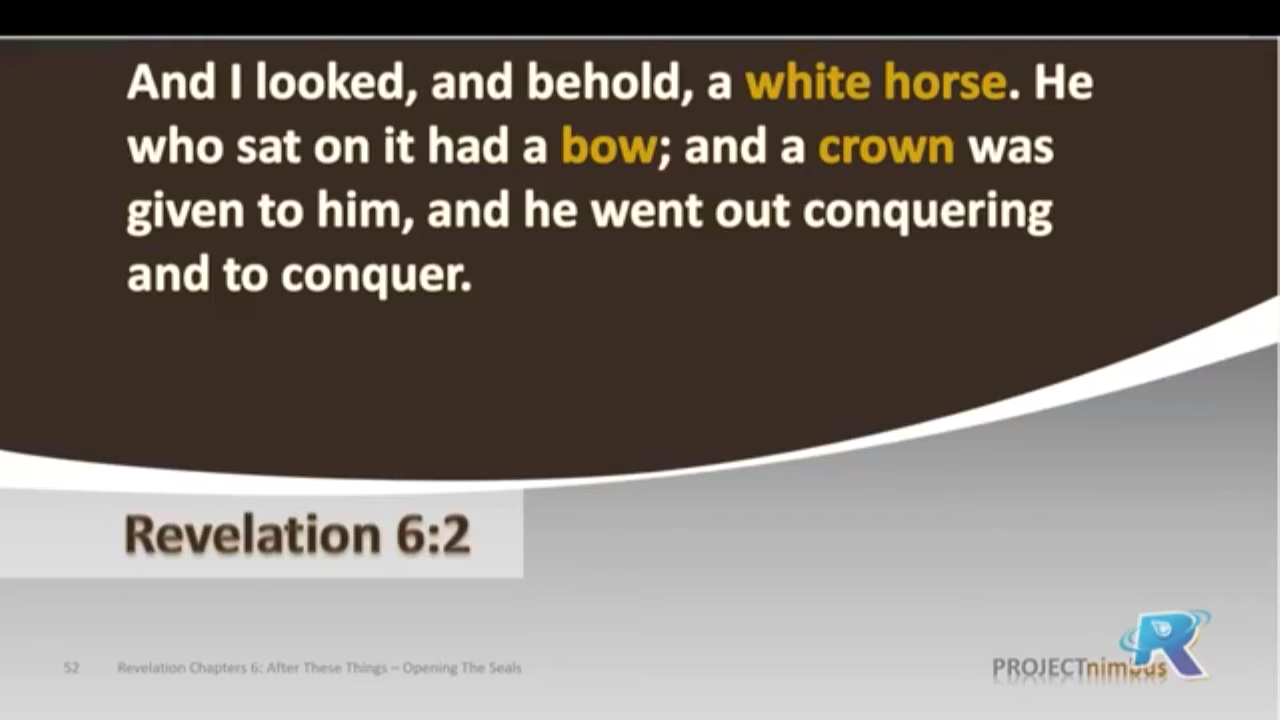 And I looked, and behold, a white horse. He
who sat on it had a bow; and a crown was
given to him, and he went out conquering
and to conquer.
Revelation 6:2
52 Revelation Chapters 6: After These Things – Opening The Seals
PROJECTnimbus
R